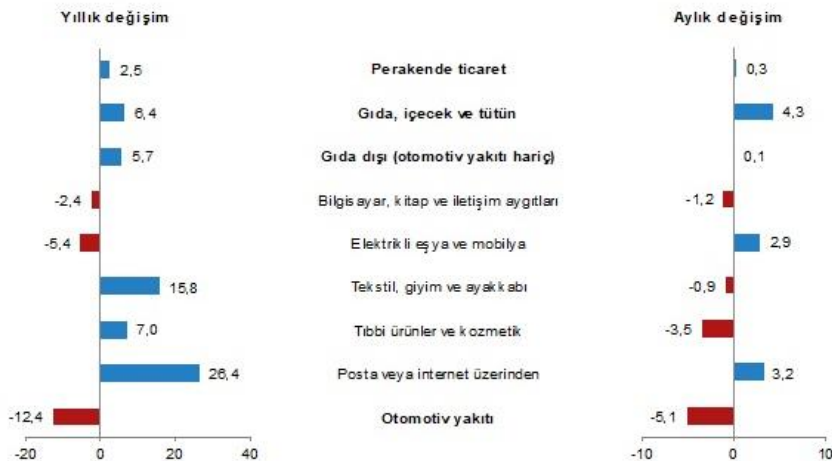 Yıllık değişim Aylık değişim
2,5 Perakende ticaret 0,3
6,4 Gıda, içecek ve tütün 4,3
5,7 Gıda dışı (otomotiv yakıtı hariç) 0,1
-2,4 Bilgisayar, kitap ve iletişim aygıtları -1,2
-5,4 Elektrikli eşya ve mobilya 2,9
15,8 Tekstil, giyim ve ayakkabı -0,9
7,0 Tıbbi ürünler ve kozmetik -3,5
26,4 Posta veya internet üzerinden 3,2
-12,4 Otomotiv yakıtı -5,1
-20 0 20 40 -10 0 10